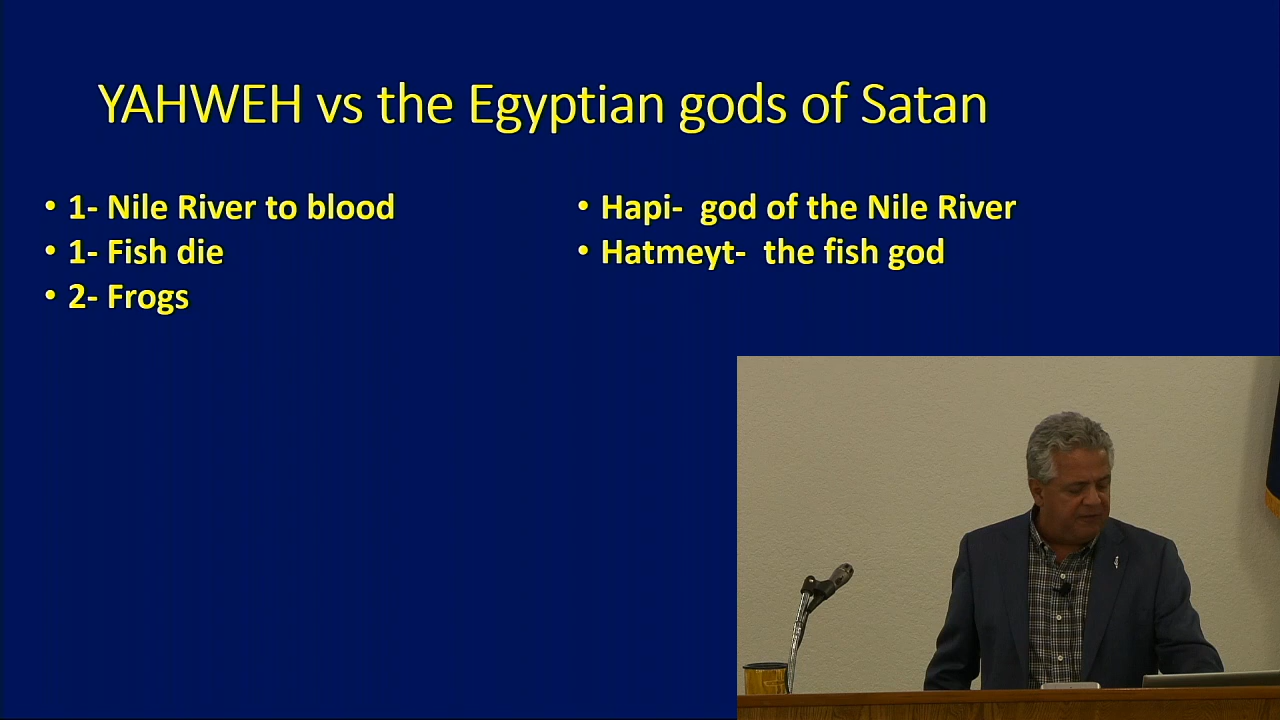 YAHWEH vs the Egyptian gods of Satan
• 1- Nile River to blood
• 1- Fish die
• 2- Frogs
• Hapi-  god of the Nile River
• Hatmeyt-  the fish god